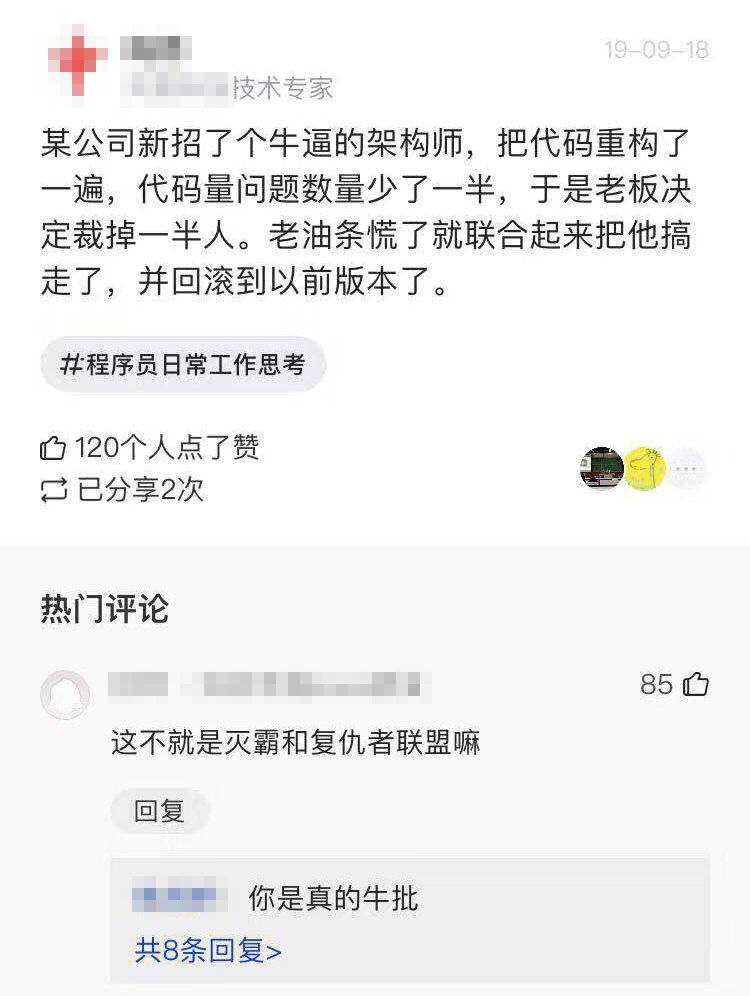 19-09-18
技术专家
某公司新招了个牛逼的架构师，把代码重构了
一遍，代码量问题数量少了一半，于是老板决
定裁掉一半人。老油条慌了就联合起来把他搞
走了，并回滚到以前版本了。
#程序员日常工作思考
120个人点了赞
已分享2次
热门评论
85
这不就是灭霸和复仇者联盟嘛
回复
你是真的牛批
共8条回复>